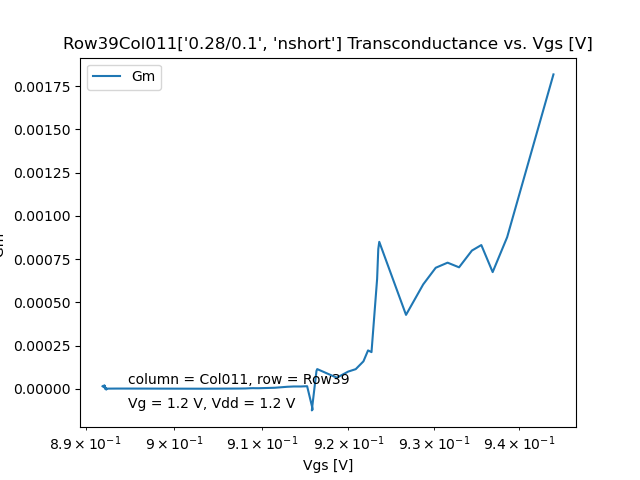 Row39Col011['0.28/0.1', 'nshort'] Transconductance vs. Vgs [V]
Gm
0.00175
0.00150
0.00125
0.00100
0.00075
0.00050
0.00025
0.00000
Gm
column = Col011, row = Row39
Vg = 1.2 V, Vdd = 1.2 V
8.9 × 10⁻¹ 9 × 10⁻¹ 9.1 × 10⁻¹ 9.2 × 10⁻¹ 9.3 × 10⁻¹ 9.4 × 10⁻¹
Vgs [V]